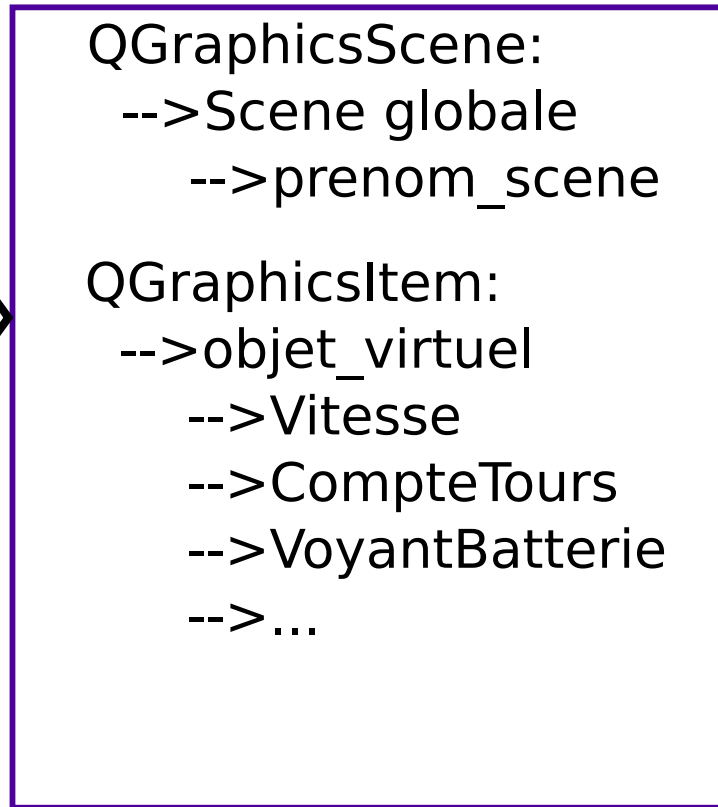 QGraphicsScene:
-->Scene globale
-->prenom_scene
QGraphicsItem:
-->objet_virtuel
-->Vitesse
-->CompteTours
-->VoyantBatterie
-->...